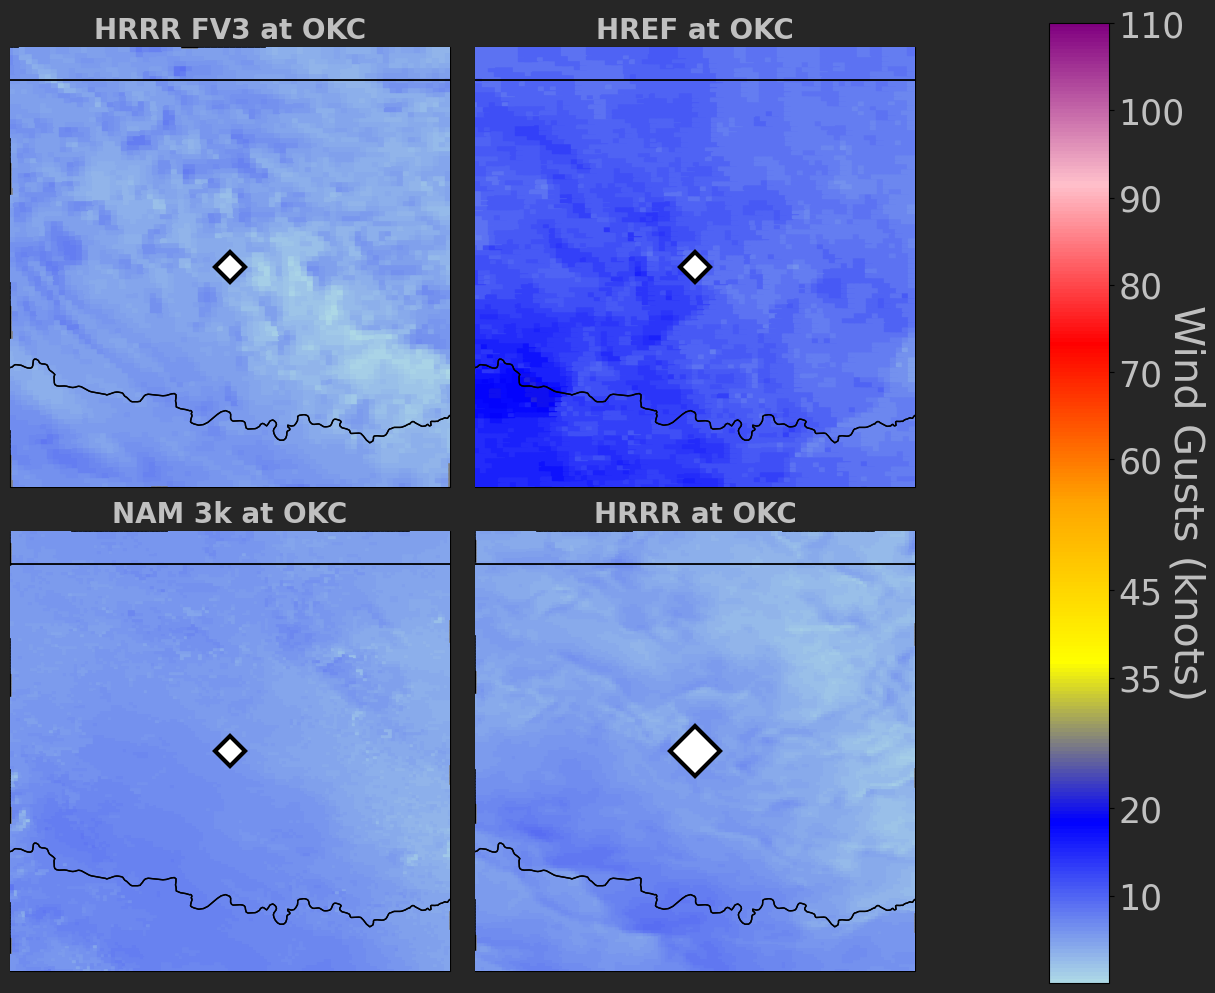 HRRR FV3 at OKC
HREF at OKC
NAM 3k at OKC
HRRR at OKC
110
100
90
80
70
60
45
35
20
10
Wind Gusts (knots)